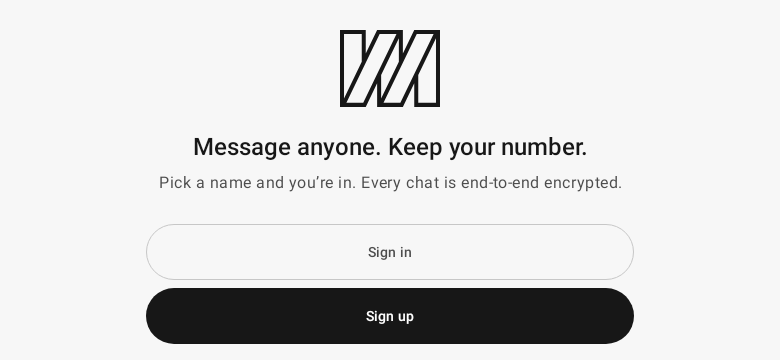 Message anyone. Keep your number.
Pick a name and you’re in. Every chat is end-to-end encrypted.
Sign in
Sign up